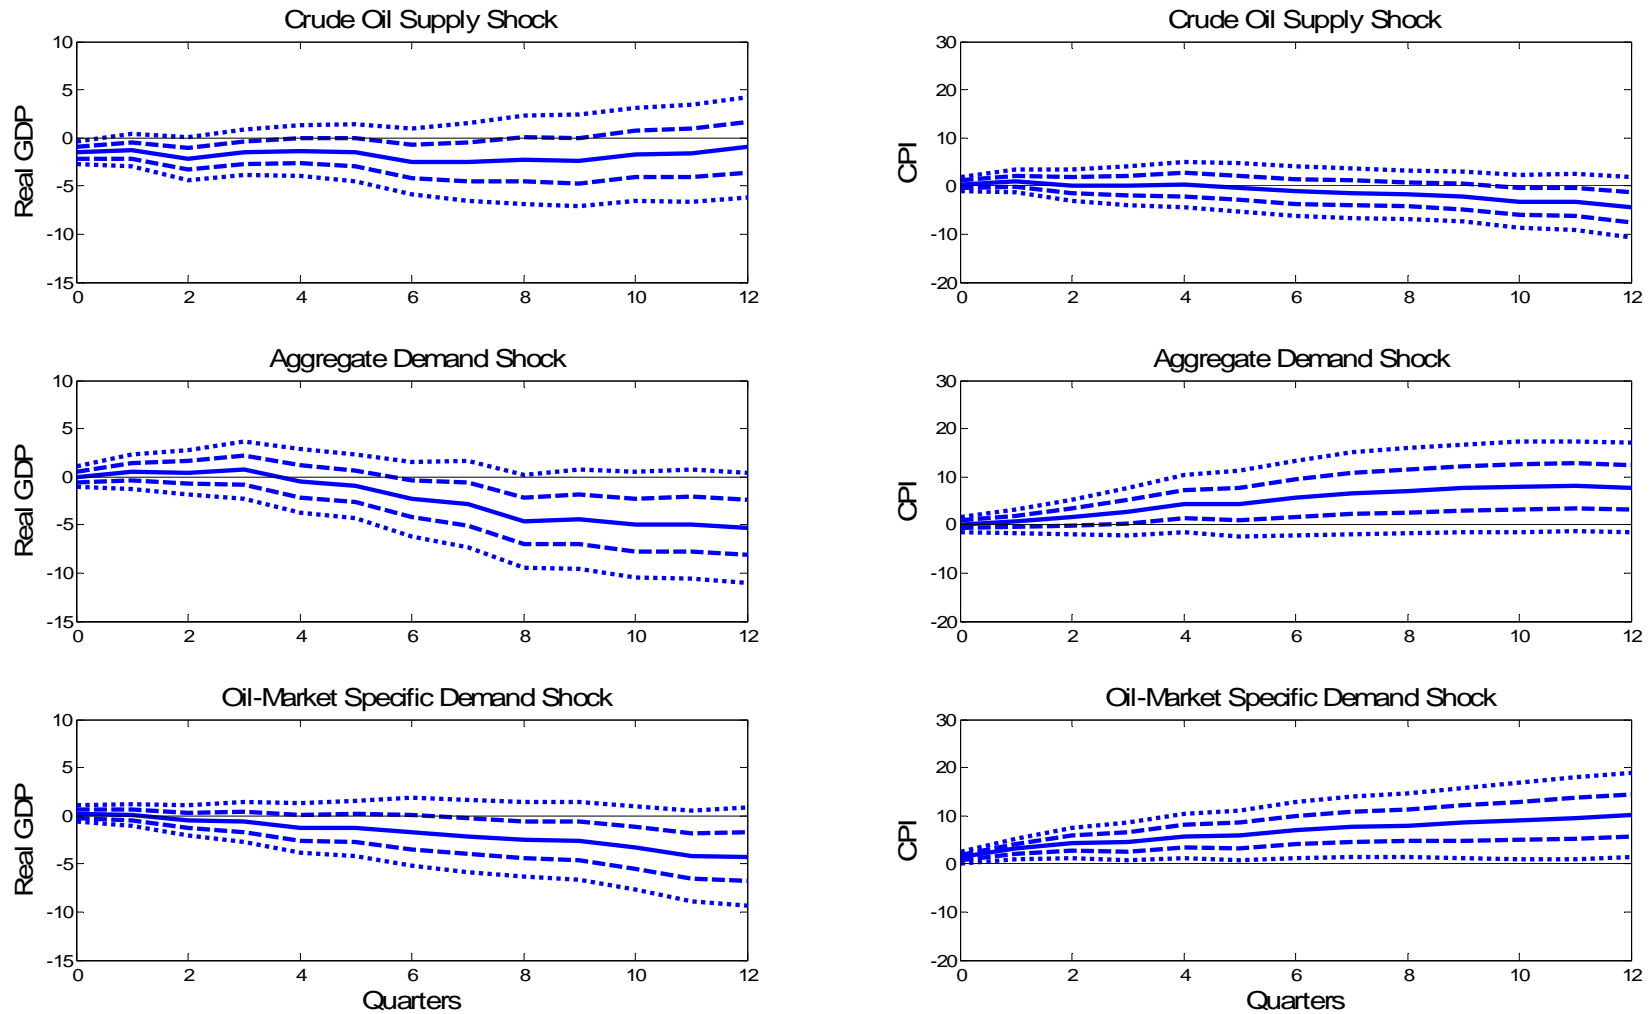 Crude Oil Supply Shock
Real GDP
10
5
0
-5
-10
-15
0 2 4 6 8 10 12
Crude Oil Supply Shock
CPI
30
20
10
0
-10
-20
0 2 4 6 8 10 12
Aggregate Demand Shock
Real GDP
10
5
0
-5
-10
-15
0 2 4 6 8 10 12
Aggregate Demand Shock
CPI
30
20
10
0
-10
-20
0 2 4 6 8 10 12
Oil-Market Specific Demand Shock
Real GDP
10
5
0
-5
-10
-15
0 2 4 6 8 10 12
Quarters
Oil-Market Specific Demand Shock
CPI
30
20
10
0
-10
-20
0 2 4 6 8 10 12
Quarters